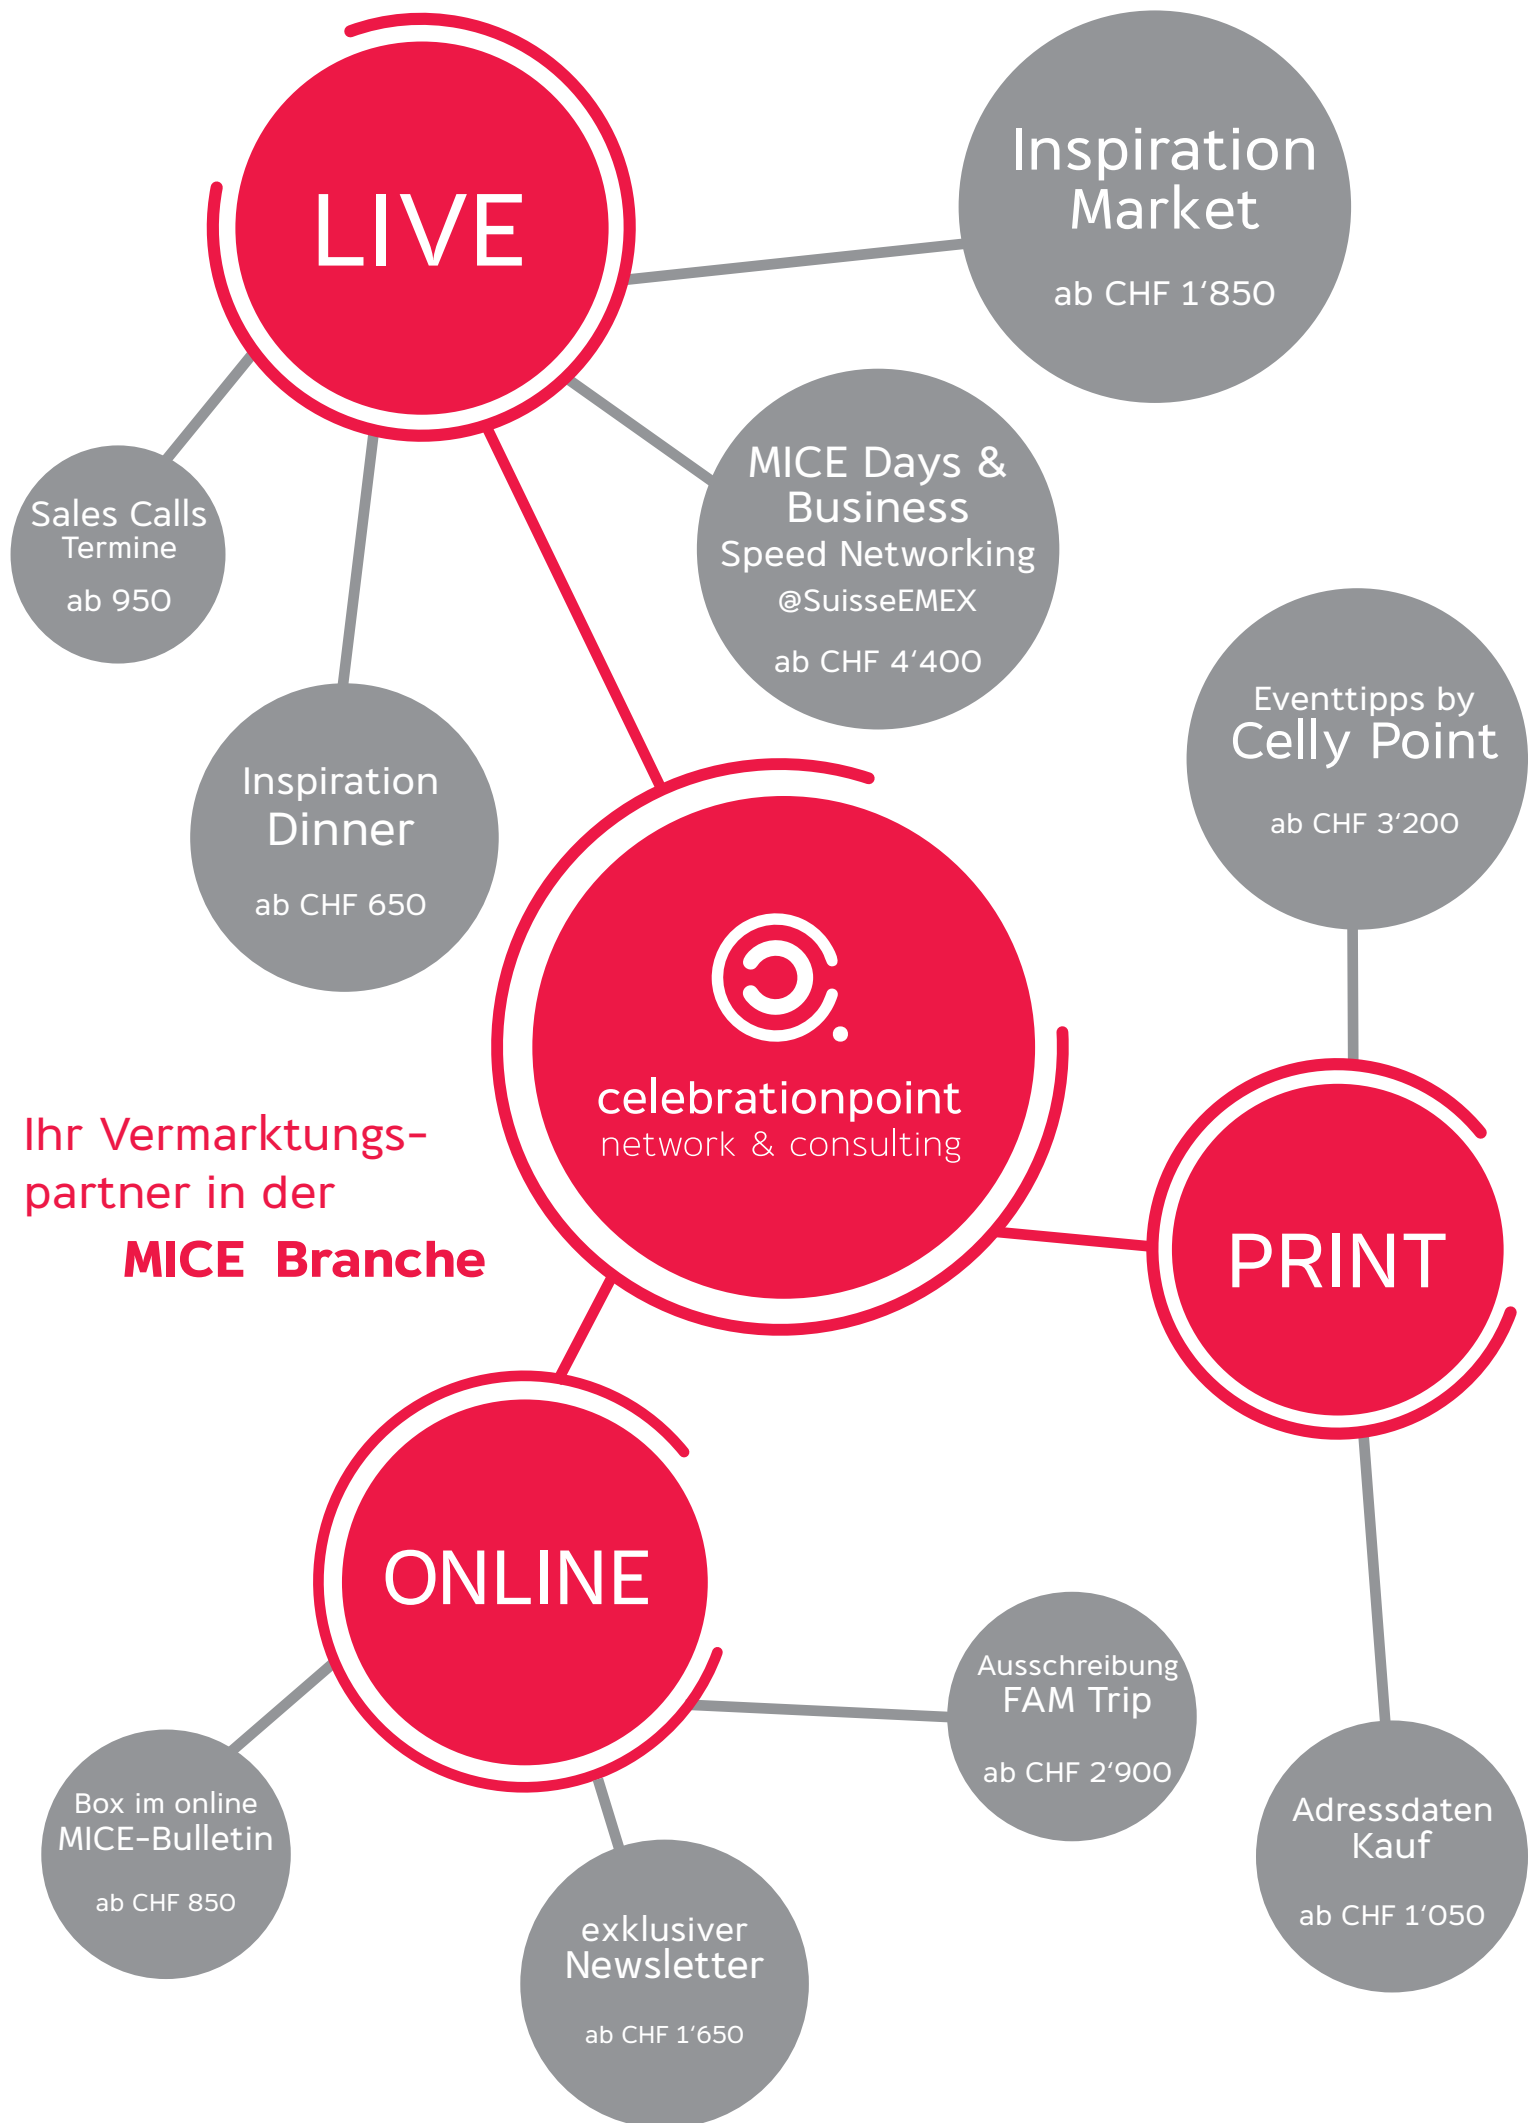 LIVE
Inspiration
Market
ab CHF 1‘850
Sales Calls
Termine
ab 950
MICE Days &
Business
Speed Networking
@SuisseEMEX
ab CHF 4‘400
Inspiration
Dinner
ab CHF 650
Eventtipps by
Celly Point
ab CHF 3‘200
celebrationpoint
network & consulting
Ihr Vermarktungs-
partner in der
MICE Branche
PRINT
ONLINE
Ausschreibung
FAM Trip
ab CHF 2‘900
Box im online
MICE-Bulletin
ab CHF 850
exklusiver
Newsletter
ab CHF 1‘650
Adressdaten
Kauf
ab CHF 1‘050